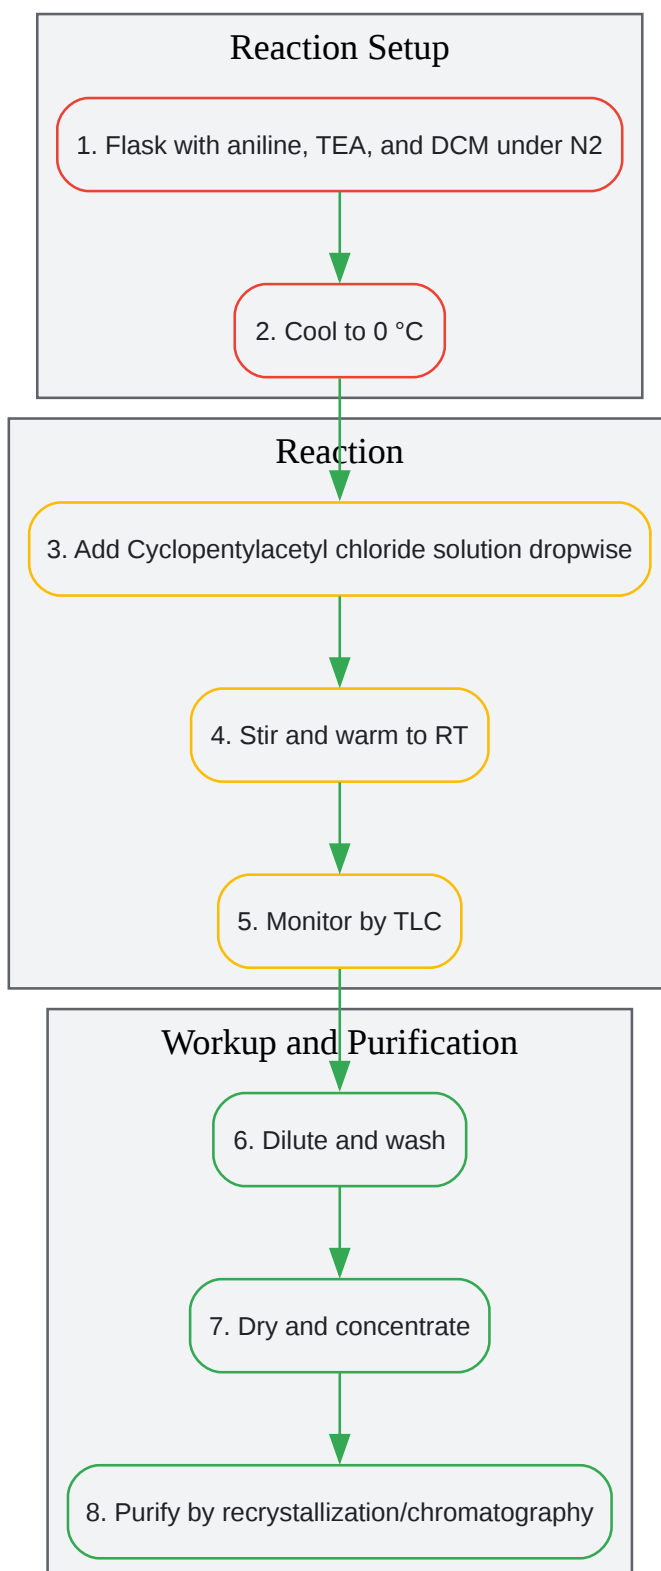 Reaction Setup
1. Flask with aniline, TEA, and DCM under N2
2. Cool to 0 °C
Reaction
3. Add Cyclopentylacetyl chloride solution dropwise
4. Stir and warm to RT
5. Monitor by TLC
Workup and Purification
6. Dilute and wash
7. Dry and concentrate
8. Purify by recrystallization/chromatography